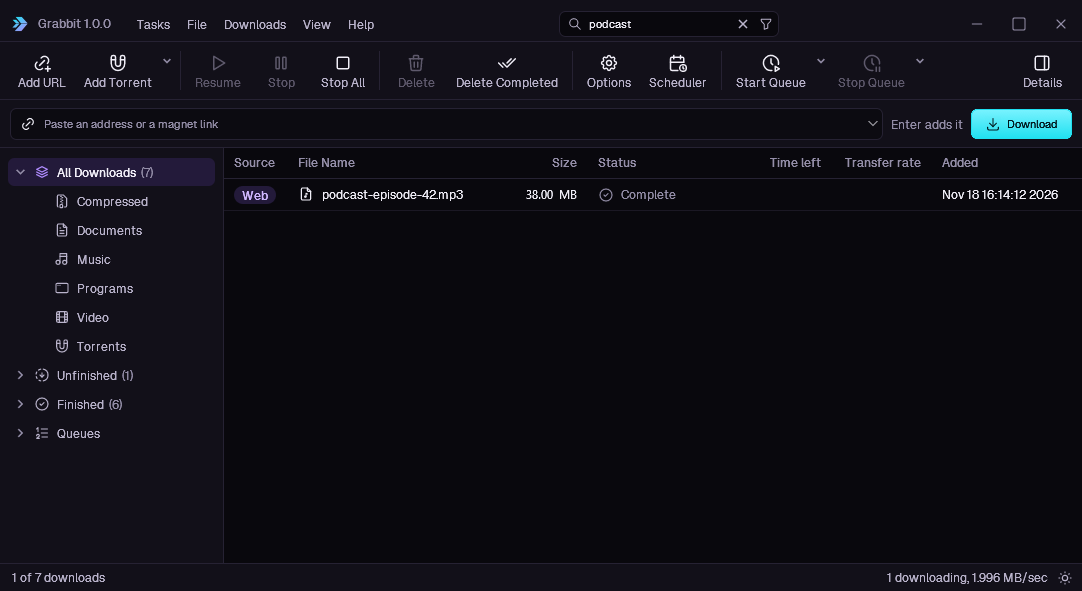 Grabbit 1.0.0 Tasks File Downloads View Help podcast
Add URL Add Torrent Resume Stop Stop All Delete Delete Completed Options Scheduler Start Queue Stop Queue Details
Paste an address or a magnet link Enter adds it Download
All Downloads (7)
Compressed
Documents
Music
Programs
Video
Torrents
Unfinished (1)
Finished (6)
Queues
Source File Name Size Status Time left Transfer rate Added
Web podcast-episode-42.mp3 38.00 MB Complete Nov 18 16:14:12 2026
1 of 7 downloads 1 downloading, 1.996 MB/sec